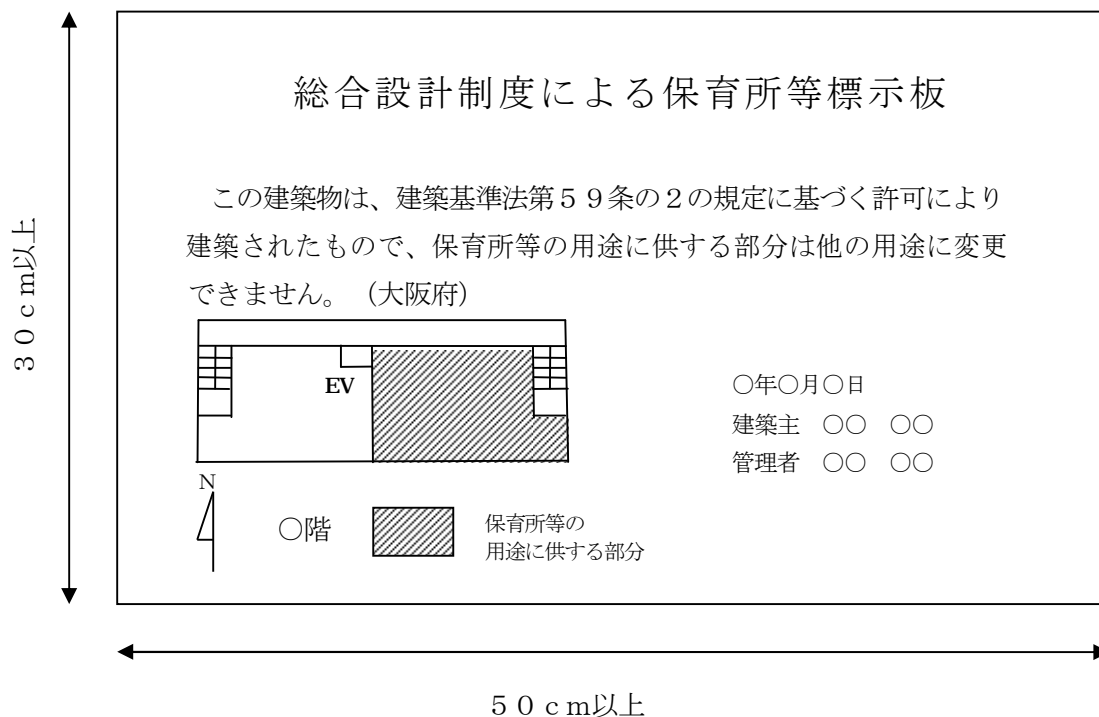 総合設計制度による保育所等標示板
この建築物は、建築基準法第５９条の２の規定に基づく許可により
建築されたもので、保育所等の用途に供する部分は他の用途に変更
できません。（大阪府）
EV
○年○月○日
建築主　○○　○○
管理者　○○　○○
N
○階
保育所等の
用途に供する部分
３０ｃｍ以上
５０ｃｍ以上